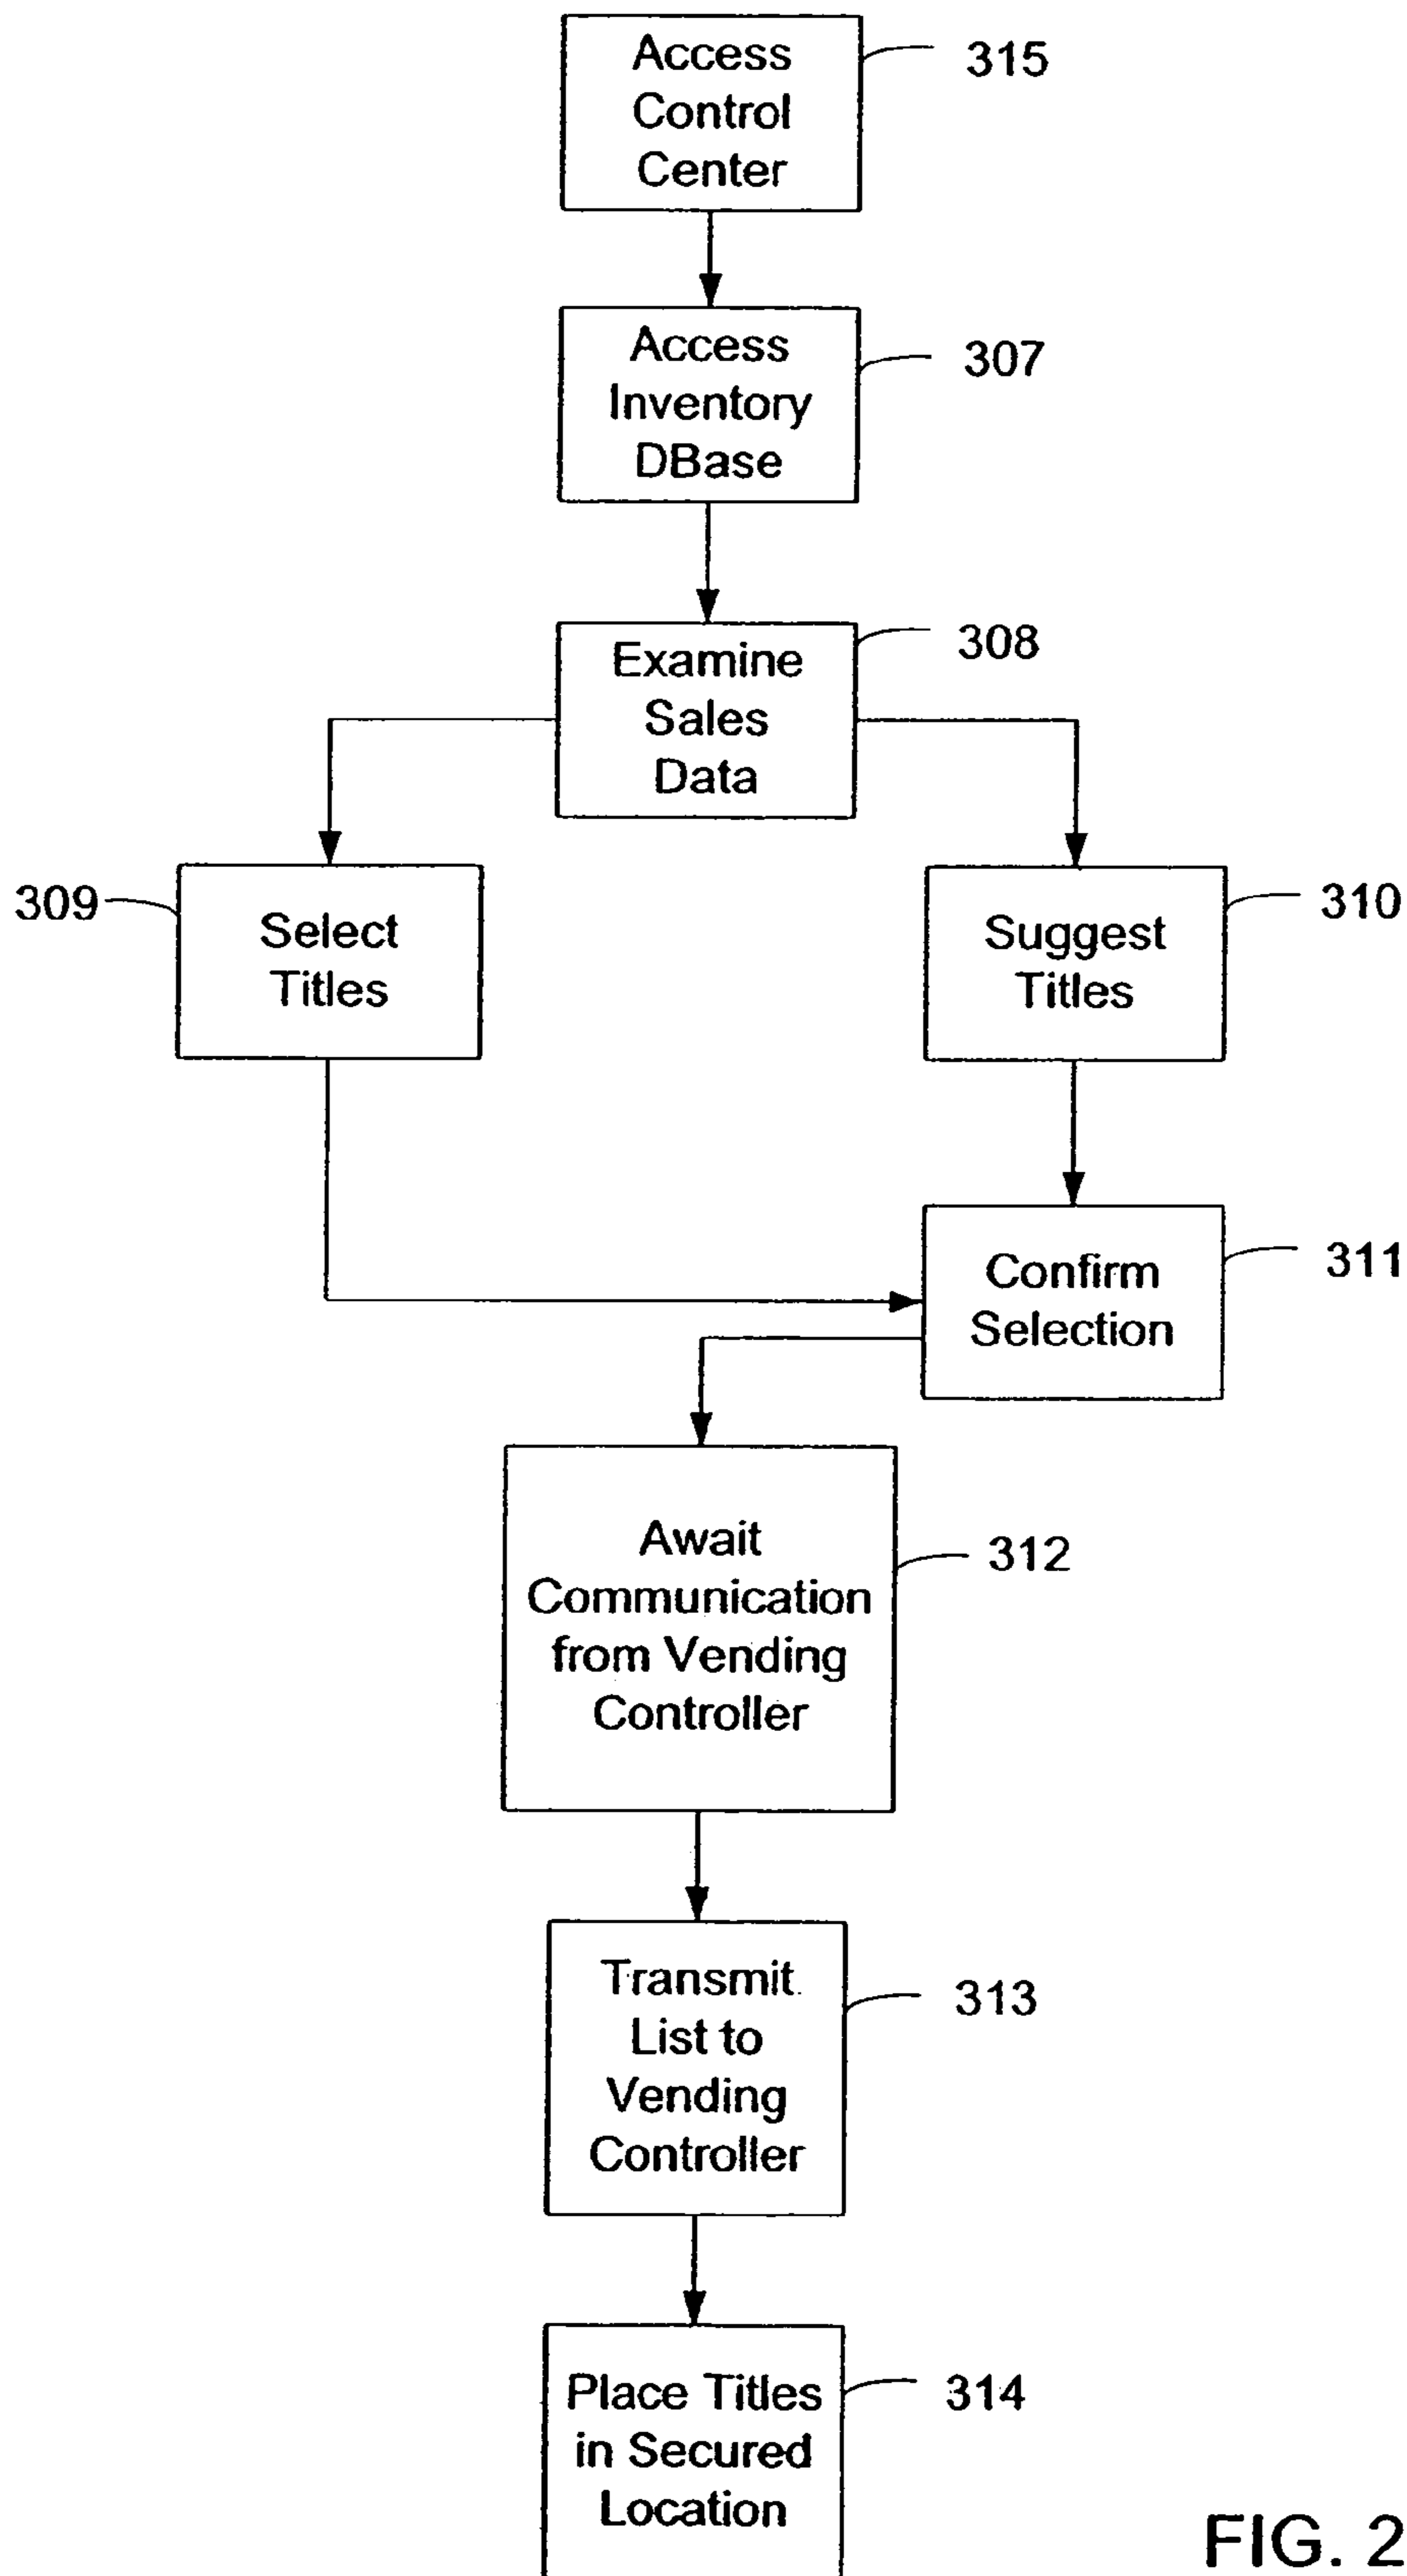 Access
Control
Center
315
Access
Inventory
DBase
307
Examine
Sales
Data
308
309
Select
Titles
Suggest
Titles
310
Confirm
Selection
311
Await
Communication
from Vending
Controller
312
Transmit
List to
Vending
Controller
313
Place Titles
in Secured
Location
314
FIG. 2